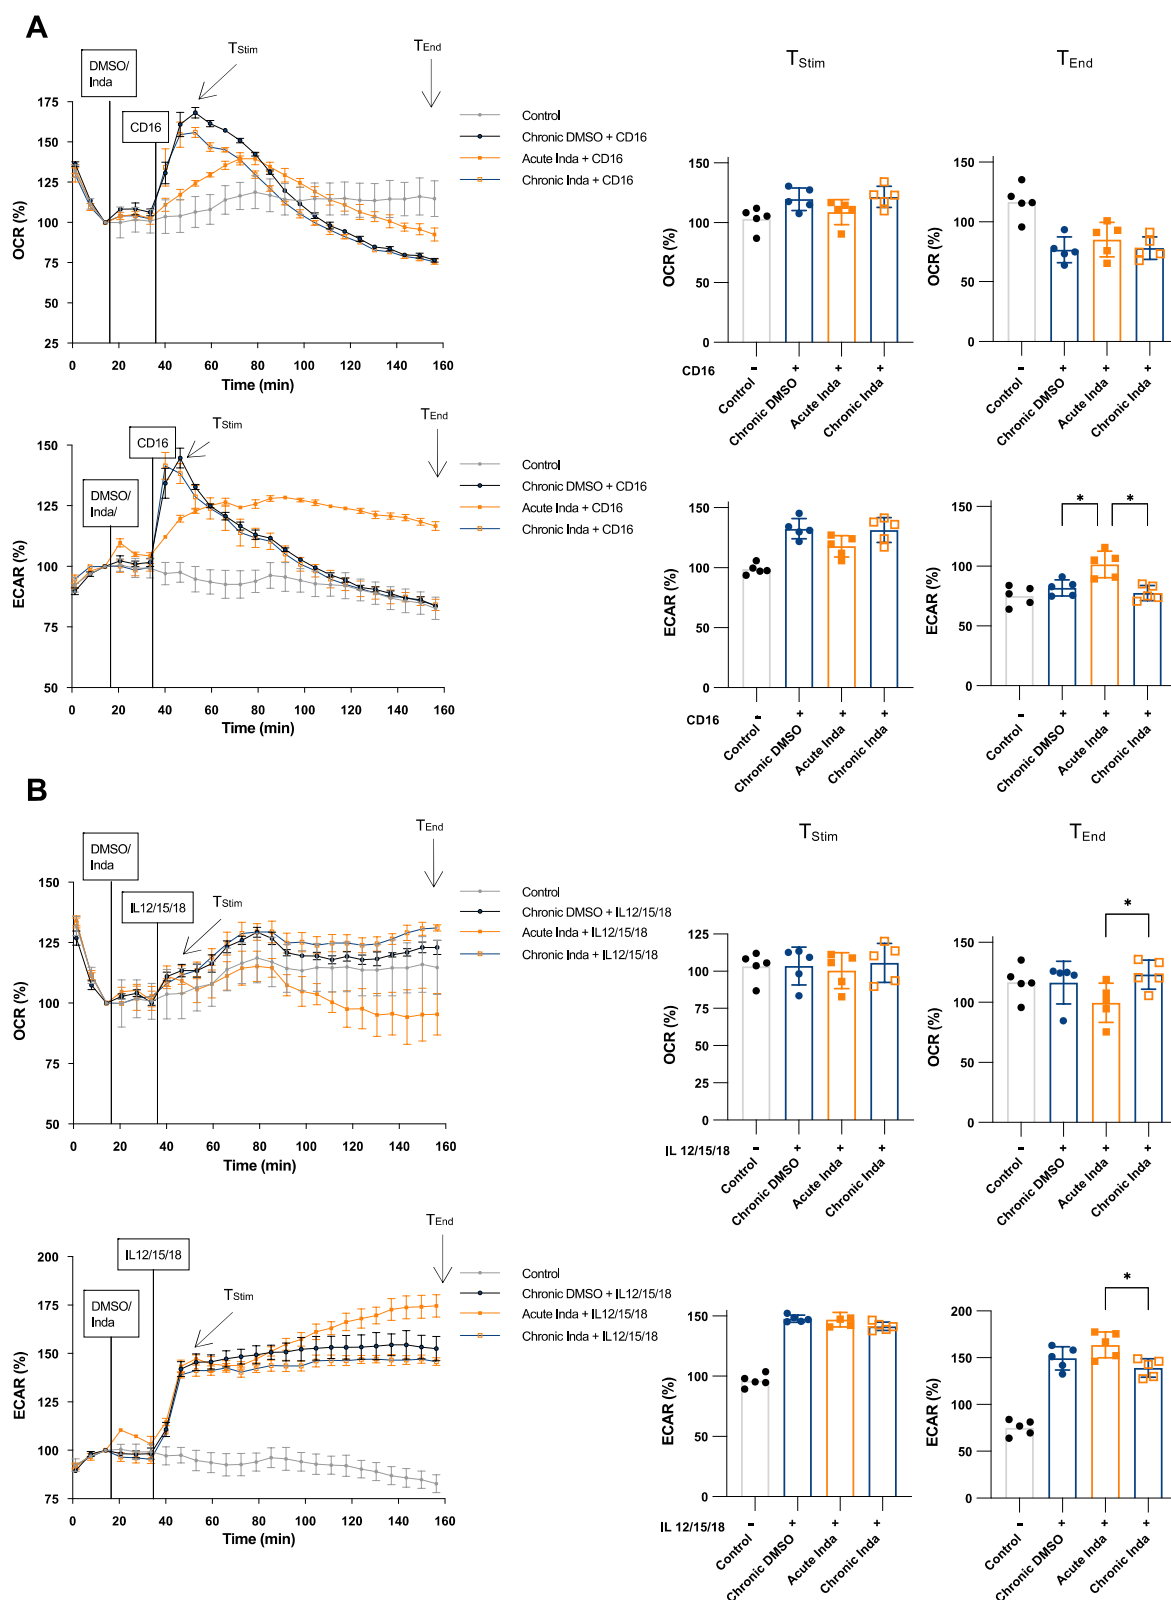 A
DMSO/
Inda
CD16
TStim
TEnd
175
150
125
100
75
50
25
OCR (%)
0 20 40 60 80 100 120 140 160
Time (min)
Control
Chronic DMSO + CD16
Acute Inda + CD16
Chronic Inda + CD16
TStim
150
100
50
0
OCR (%)
CD16 - + + +
Control
Chronic DMSO
Acute Inda
Chronic Inda
TEnd
150
100
50
0
OCR (%)
- + + +
Control
Chronic DMSO
Acute Inda
Chronic Inda
DMSO/
Inda/
CD16
TStim
TEnd
150
125
100
75
50
ECAR (%)
0 20 40 60 80 100 120 140 160
Time (min)
Control
Chronic DMSO + CD16
Acute Inda + CD16
Chronic Inda + CD16
150
100
50
0
ECAR (%)
CD16 - + + +
Control
Chronic DMSO
Acute Inda
Chronic Inda
* *
150
100
50
0
ECAR (%)
- + + +
Control
Chronic DMSO
Acute Inda
Chronic Inda
B
DMSO/
Inda
IL12/15/18
TStim
TEnd
150
125
100
75
50
OCR (%)
0 20 40 60 80 100 120 140 160
Time (min)
Control
Chronic DMSO + IL12/15/18
Acute Inda + IL12/15/18
Chronic Inda + IL12/15/18
TStim
125
100
75
50
25
0
OCR (%)
IL 12/15/18 - + + +
Control
Chronic DMSO
Acute Inda
Chronic Inda
TEnd
*
150
100
50
0
OCR (%)
- + + +
Control
Chronic DMSO
Acute Inda
Chronic Inda
DMSO/
Inda
IL12/15/18
TStim
TEnd
200
175
150
125
100
75
ECAR (%)
0 20 40 60 80 100 120 140 160
Time (min)
Control
Chronic DMSO + IL12/15/18
Acute Inda + IL12/15/18
Chronic Inda + IL12/15/18
150
100
50
0
ECAR (%)
IL 12/15/18 - + + +
Control
Chronic DMSO
Acute Inda
Chronic Inda
*
200
150
100
50
0
ECAR (%)
- + + +
Control
Chronic DMSO
Acute Inda
Chronic Inda